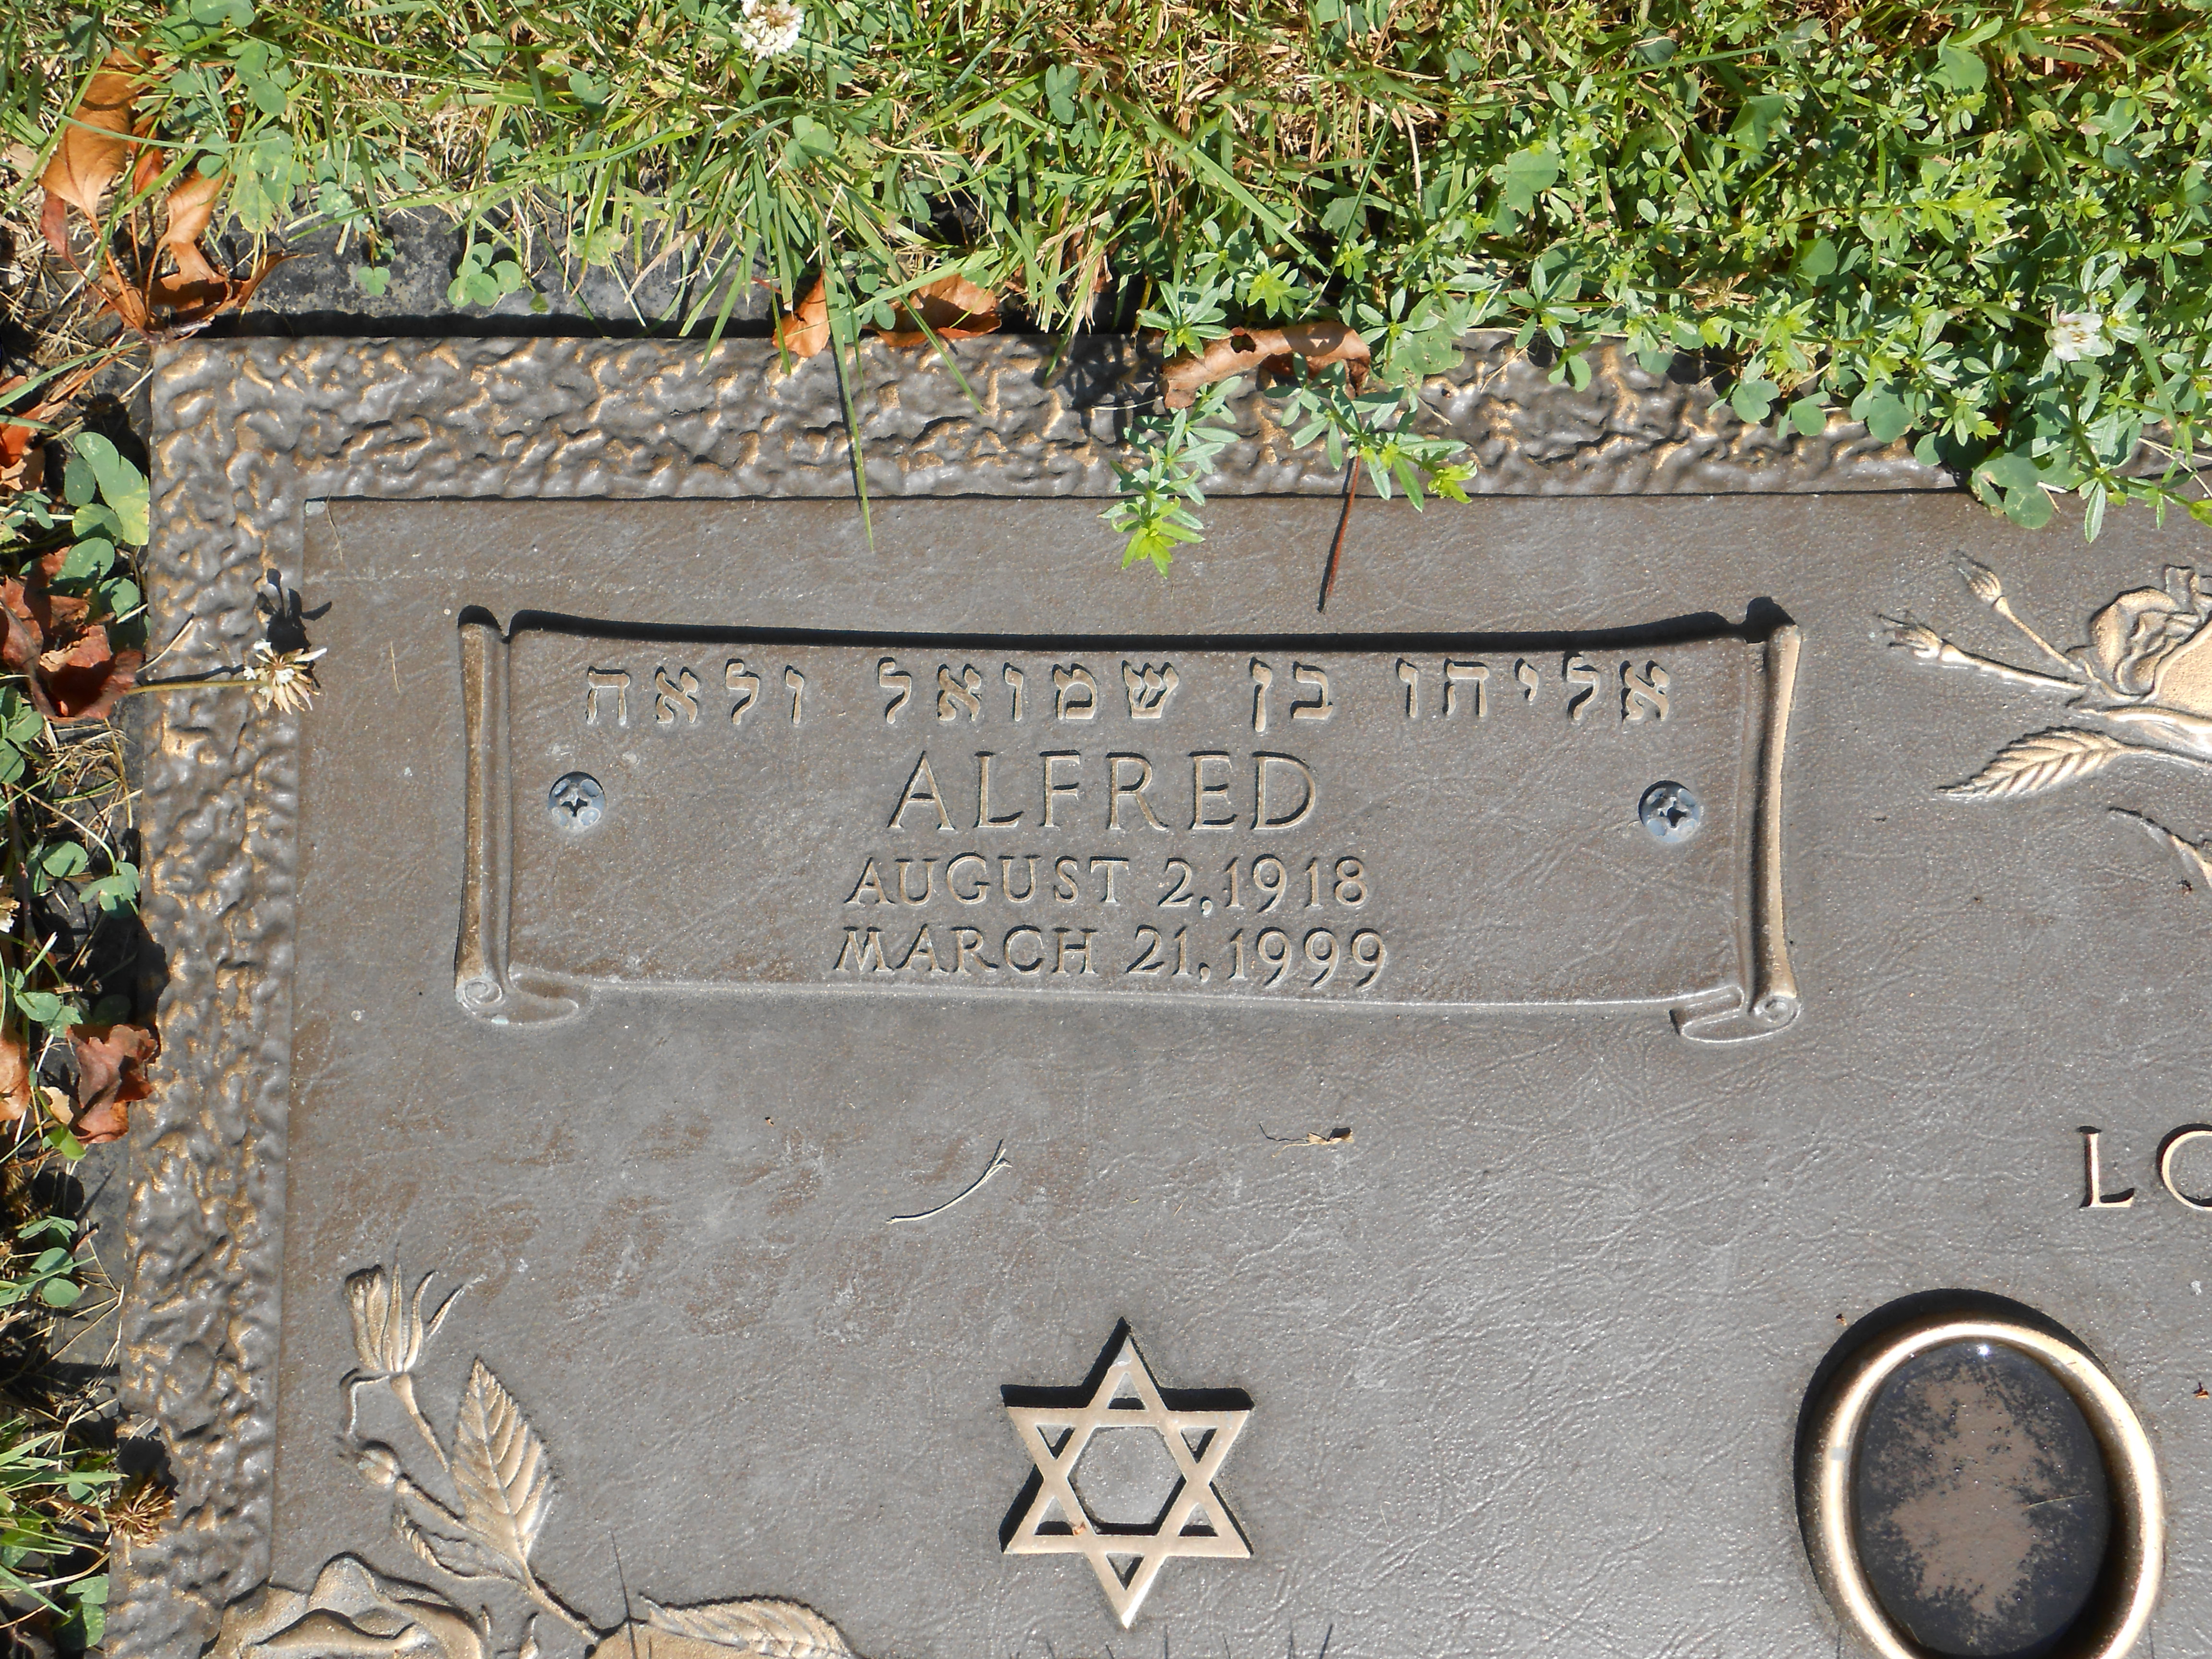 אליהו בן שמואל ולאה
ALFRED
AUGUST 2, 1918
MARCH 21, 1999